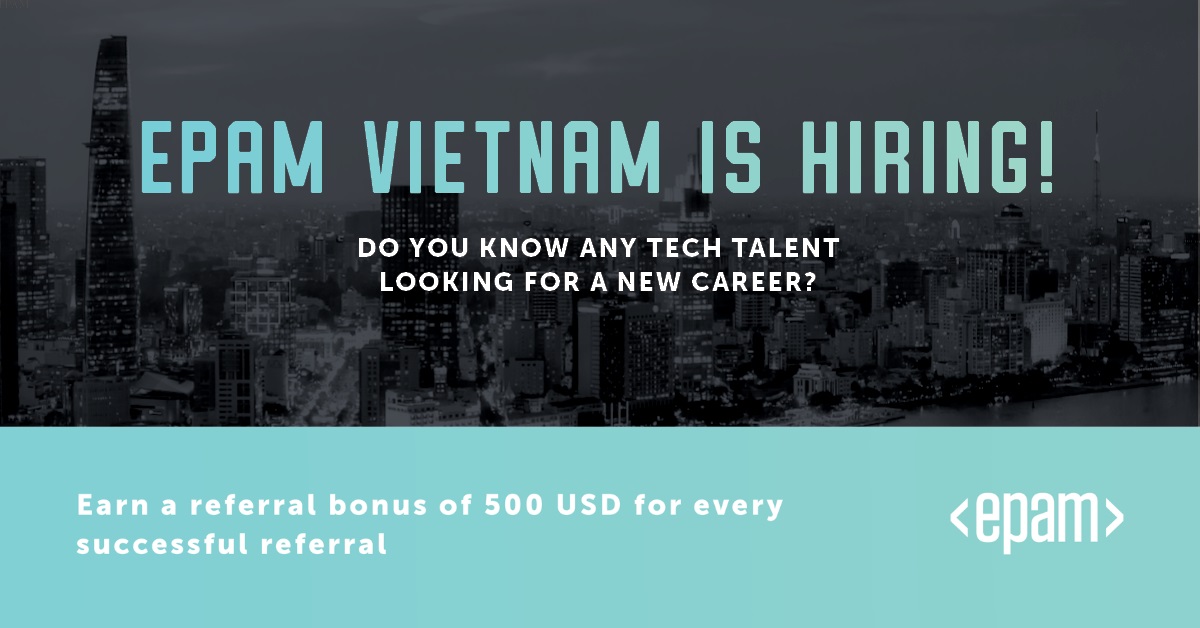 EPAM VIETNAM IS HIRING!
DO YOU KNOW ANY TECH TALENT
LOOKING FOR A NEW CAREER?
Earn a referral bonus of 500 USD for every
successful referral
<epam>